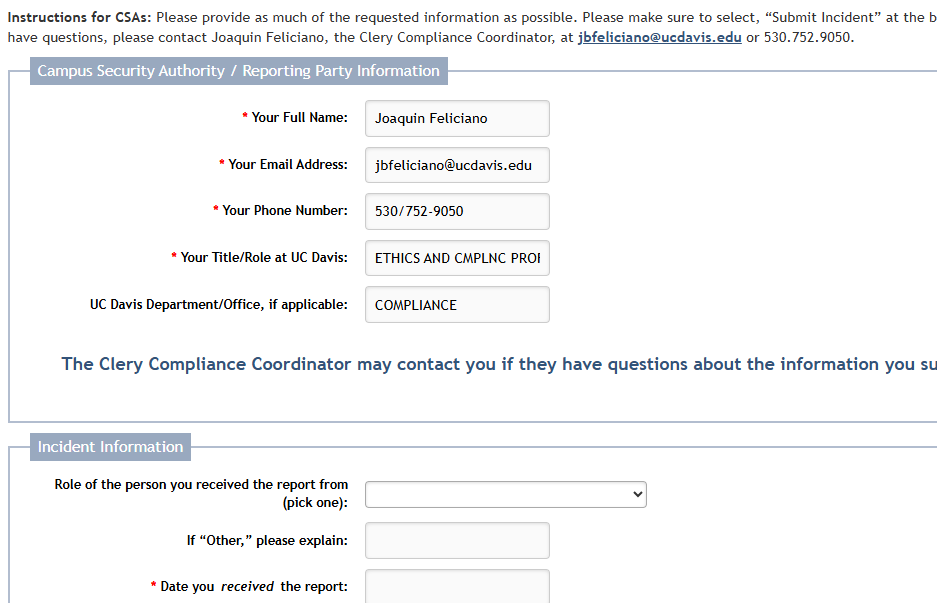 Instructions for CSAs: Please provide as much of the requested information as possible. Please make sure to select, “Submit Incident” at the b
have questions, please contact Joaquin Feliciano, the Clery Compliance Coordinator, at jbfeliciano@ucdavis.edu or 530.752.9050.
Campus Security Authority / Reporting Party Information
* Your Full Name: Joaquin Feliciano
* Your Email Address: jbfeliciano@ucdavis.edu
* Your Phone Number: 530/752-9050
* Your Title/Role at UC Davis: ETHICS AND CMPLNC PROF
UC Davis Department/Office, if applicable: COMPLIANCE
The Clery Compliance Coordinator may contact you if they have questions about the information you su
Incident Information
Role of the person you received the report from
(pick one):
If “Other,” please explain:
* Date you received the report: